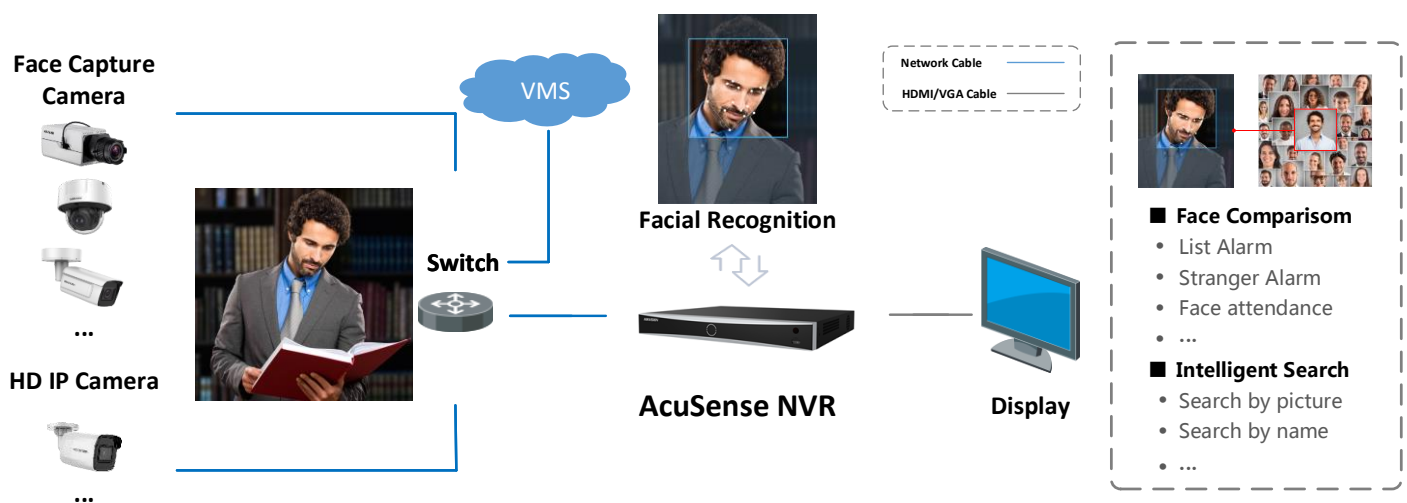 Face Capture
Camera
...
HD IP Camera
...
VMS
Switch
Facial Recognition
AcuSense NVR
Network Cable
HDMI/VGA Cable
Display
■ Face Comparisom
• List Alarm
• Stranger Alarm
• Face attendance
• ...
■ Intelligent Search
• Search by picture
• Search by name
• ...